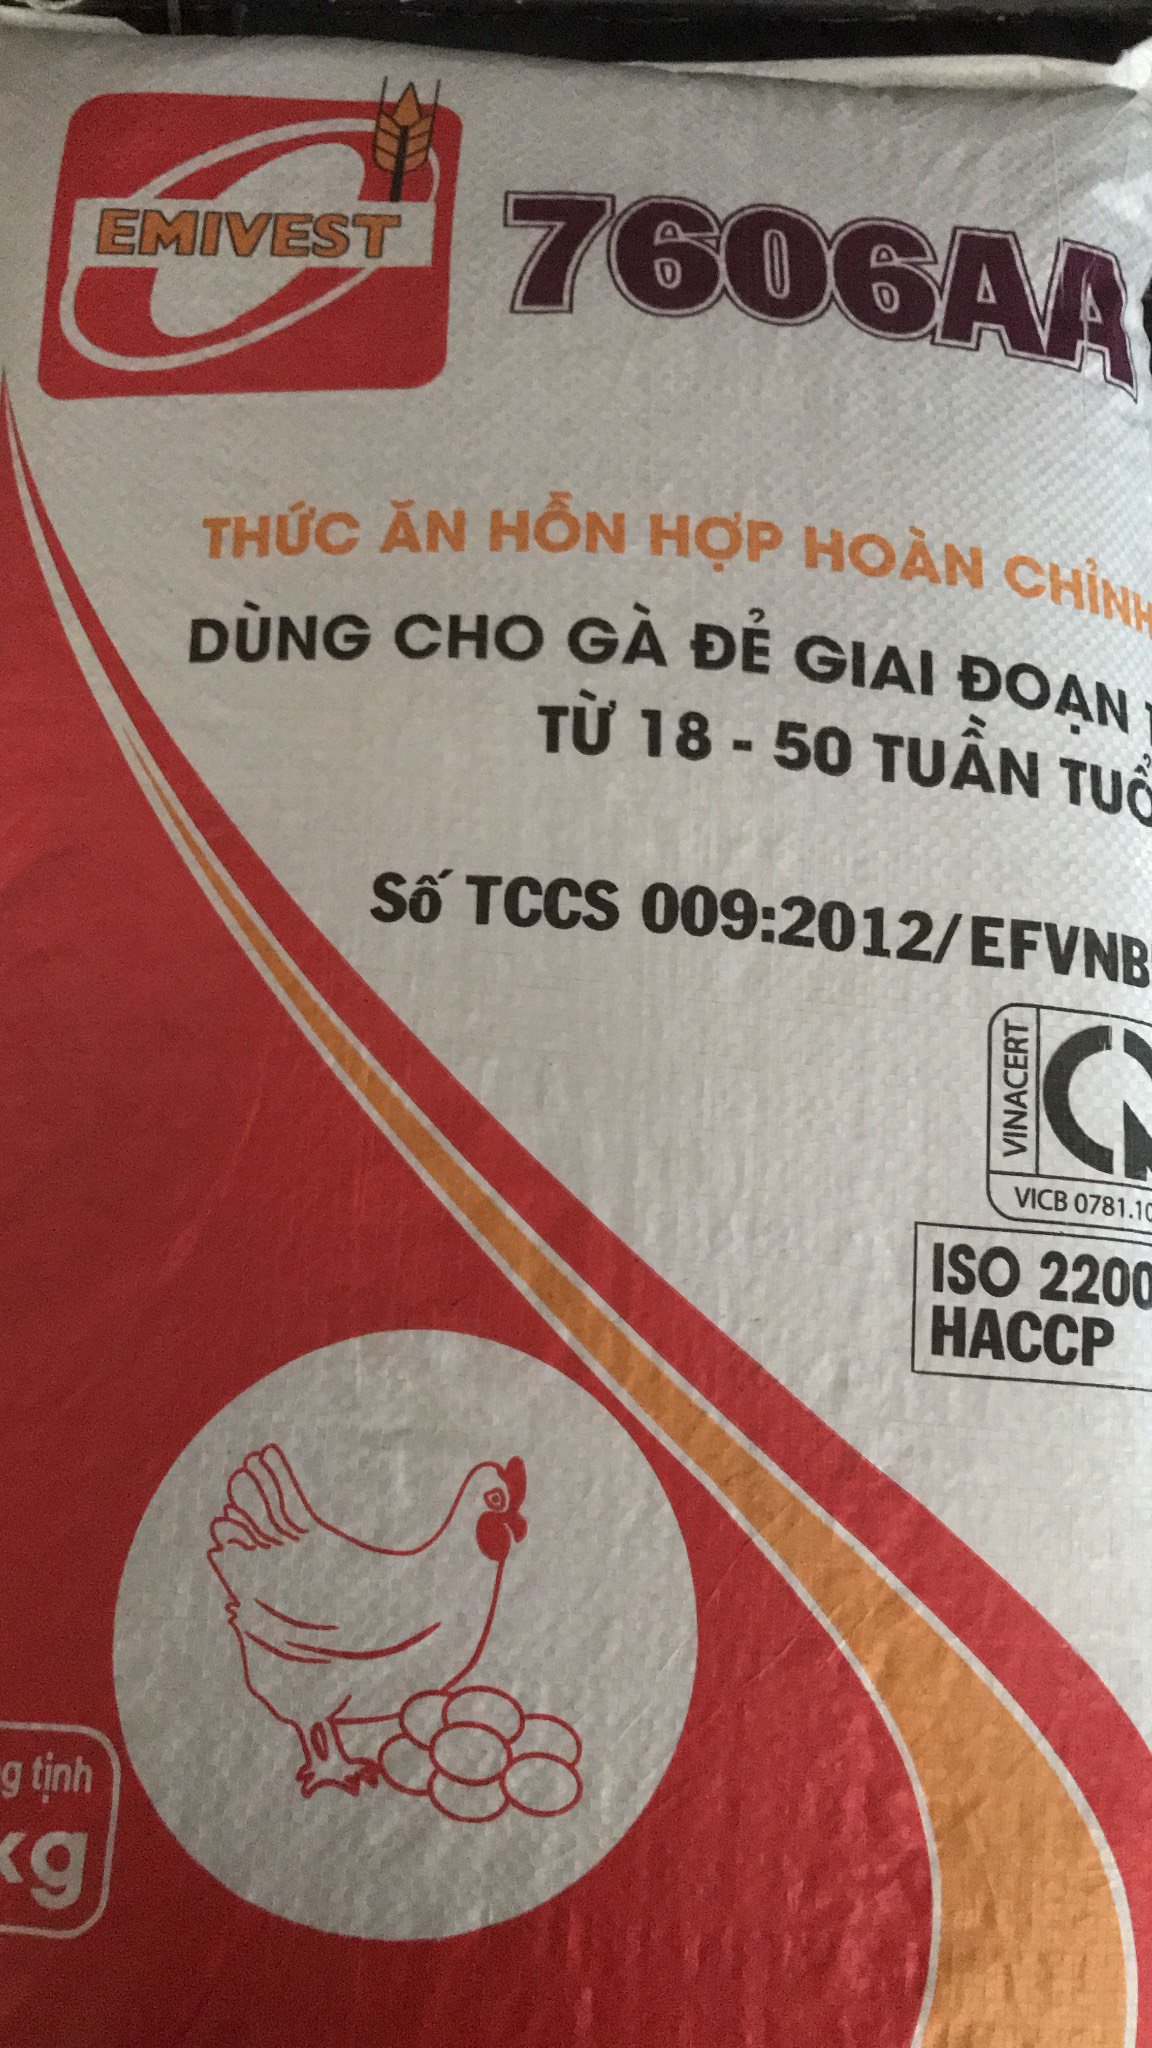 EMIVEST
7606AA
THỨC ĂN HỖN HỢP HOÀN CHỈNH
DÙNG CHO GÀ ĐẺ GIAI ĐOẠN
TỪ 18 - 50 TUẦN TUỔ
Số TCCS 009:2012/EFVNB
VINACERT
VICB 0781.10
ISO 2200
HACCP
g tịnh
kg